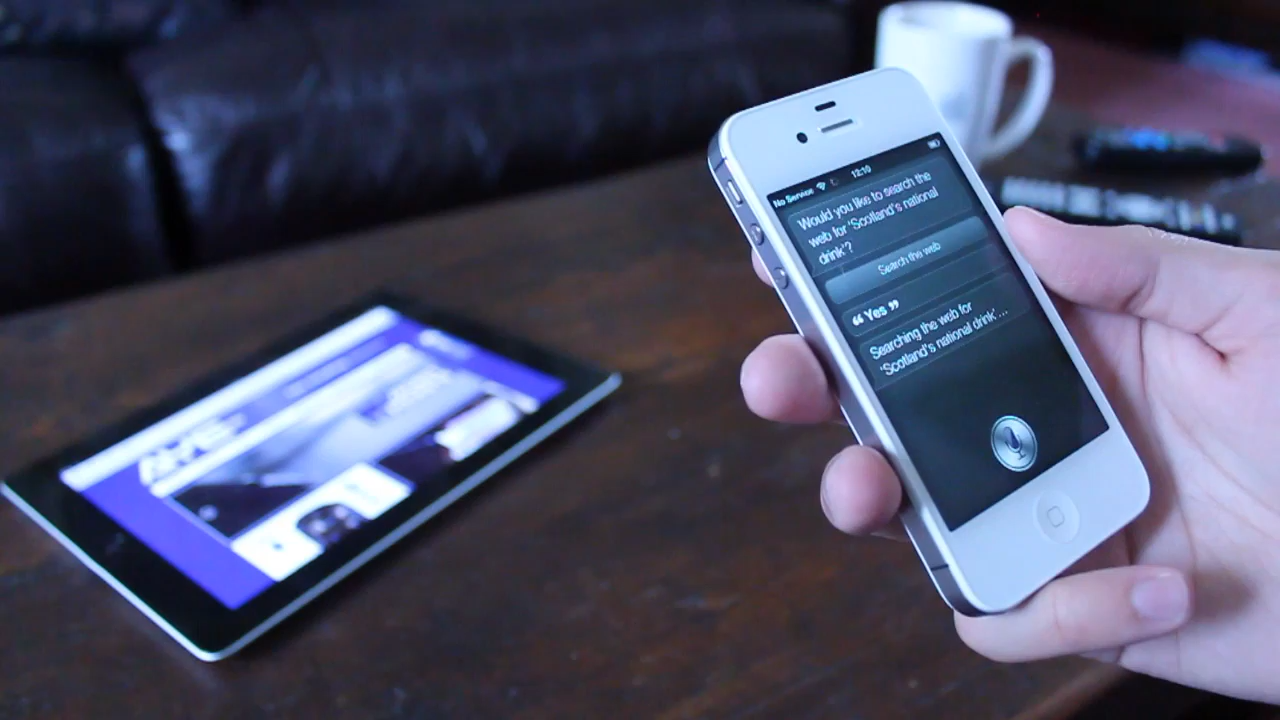 No Service 12:10
Would you like to search the
web for 'Scotland's national
drink'?
Search the web
“ Yes ”
Searching the web for
'Scotland's national drink'...